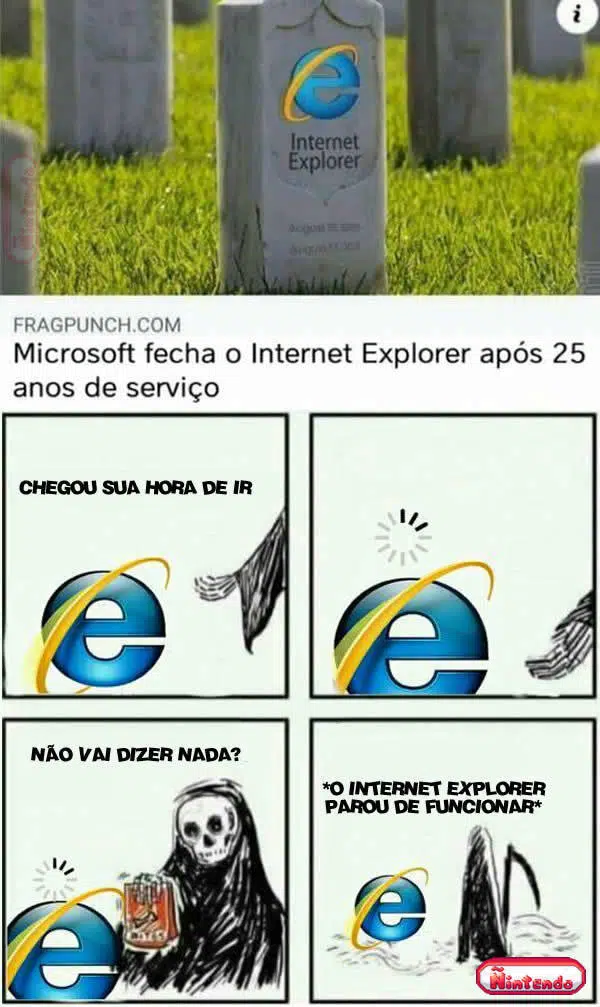 i
Internet
Explorer
FRAGPUNCH.COM
Microsoft fecha o Internet Explorer após 25
anos de serviço
CHEGOU SUA HORA DE IR
NÃO VAI DIZER NADA?
*O INTERNET EXPLORER
PAROU DE FUNCIONAR*
Ñintendo